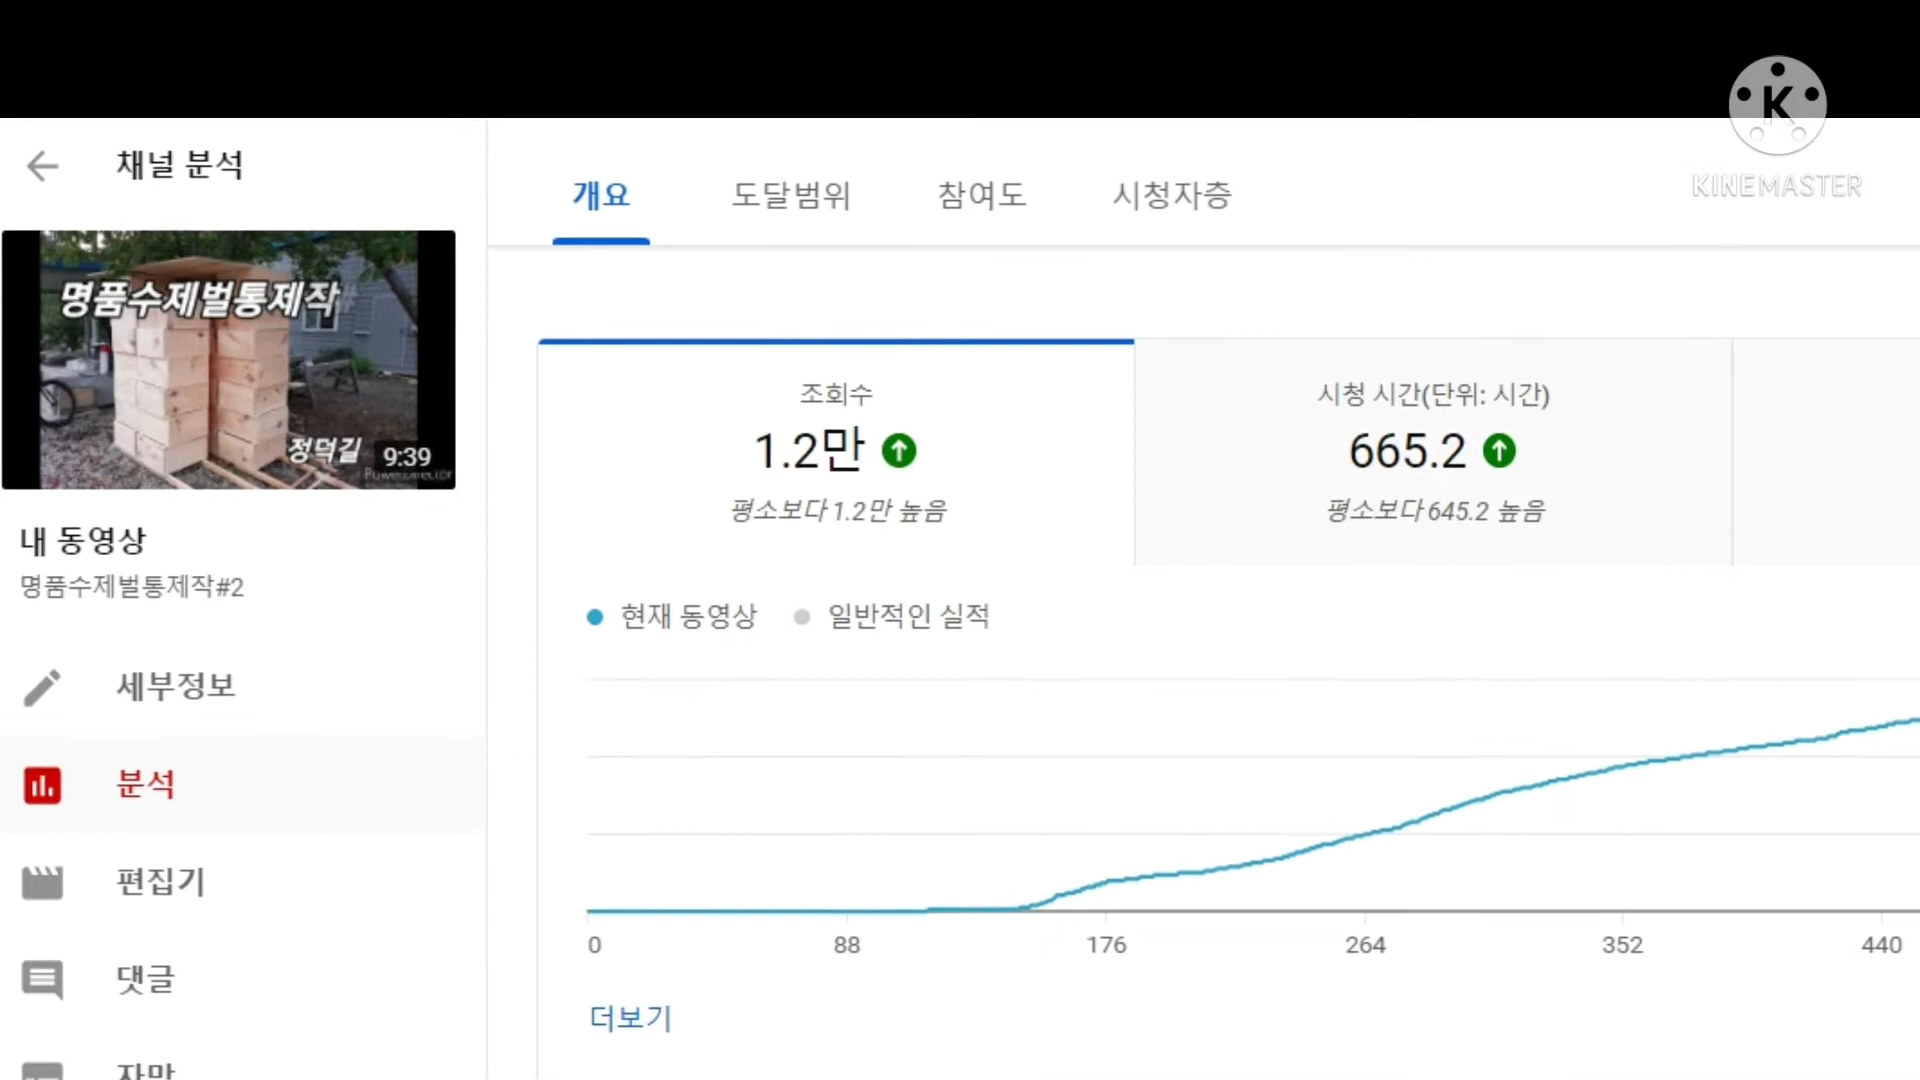 K
KINEMASTER
채널 분석
개요 도달범위 참여도 시청자층
명품수제벌통제작
정덕길
9:39
PowerDirector
내 동영상
명품수제벌통제작#2
세부정보
분석
편집기
댓글
자막
조회수
1.2만
평소보다 1.2만 높음
시청 시간(단위: 시간)
665.2
평소보다 645.2 높음
현재 동영상 일반적인 실적
0 88 176 264 352 440
더보기